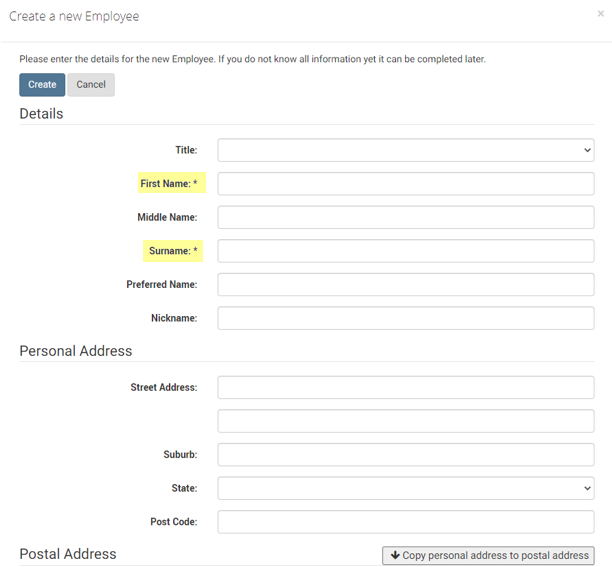 Create a new Employee ×
Please enter the details for the new Employee. If you do not know all information yet it can be completed later.
Create Cancel
Details
Title:
First Name: *
Middle Name:
Surname: *
Preferred Name:
Nickname:
Personal Address
Street Address:
Suburb:
State:
Post Code:
Postal Address Copy personal address to postal address